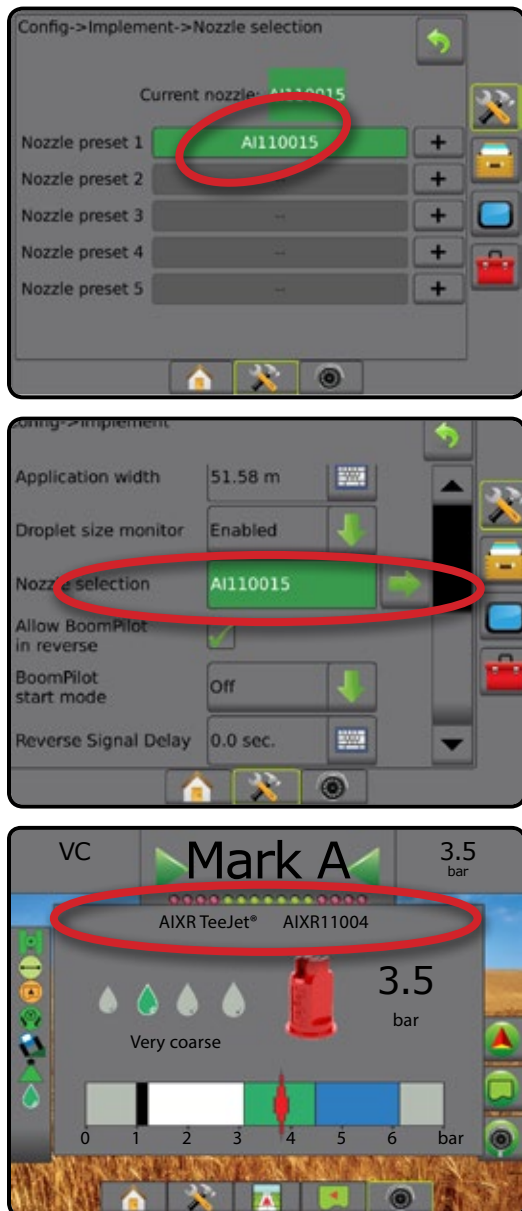 Config->Implement->Nozzle selection
Current nozzle: AI110015
Nozzle preset 1 AI110015 +
Nozzle preset 2 -- +
Nozzle preset 3 -- +
Nozzle preset 4 -- +
Nozzle preset 5 -- +
Config->Implement
Application width 51.58 m
Droplet size monitor Enabled
Nozzle selection AI110015
Allow BoomPilot
in reverse
BoomPilot
start mode Off
Reverse Signal Delay 0.0 sec.
VC Mark A 3.5
bar
AIXR TeeJet® AIXR11004
3.5
bar
Very coarse
0 1 2 3 4 5 6 bar